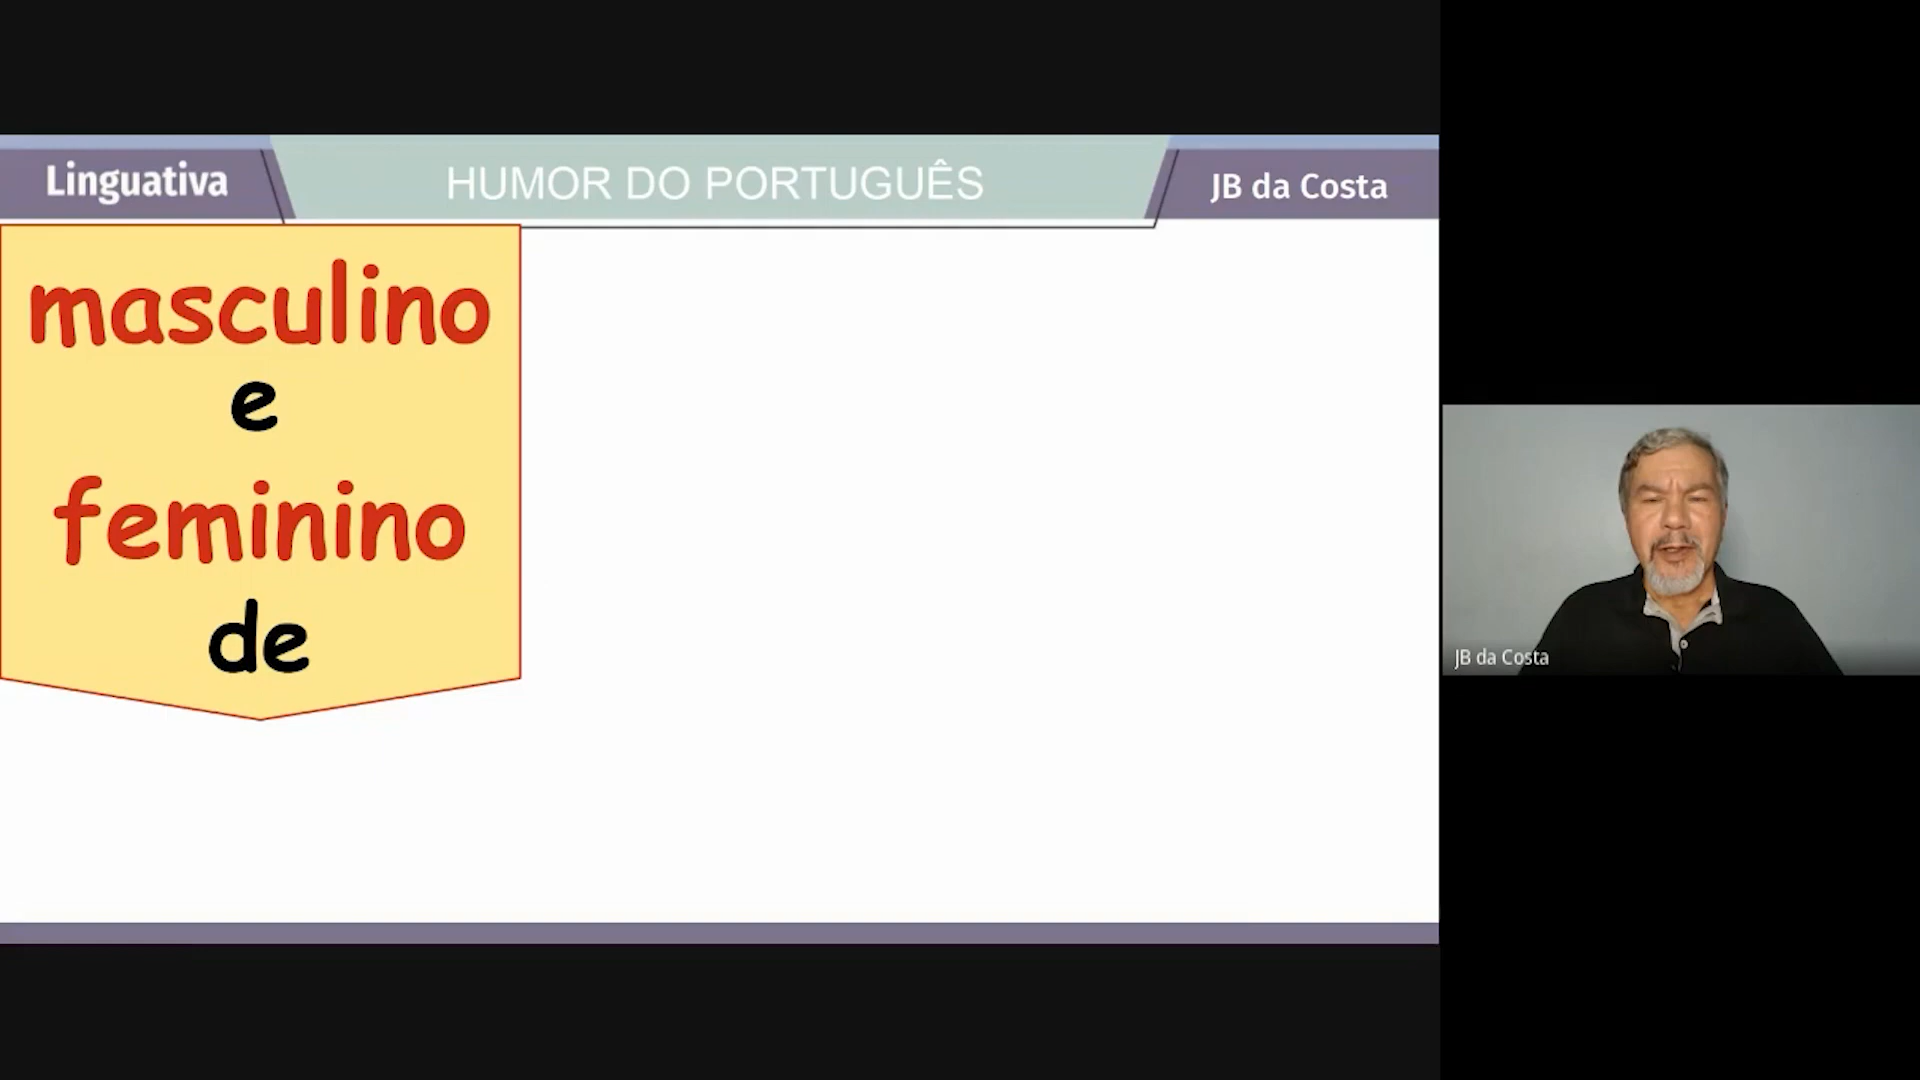 Linguativa
HUMOR DO PORTUGUÊS
JB da Costa
masculino
e
feminino
de
JB da Costa